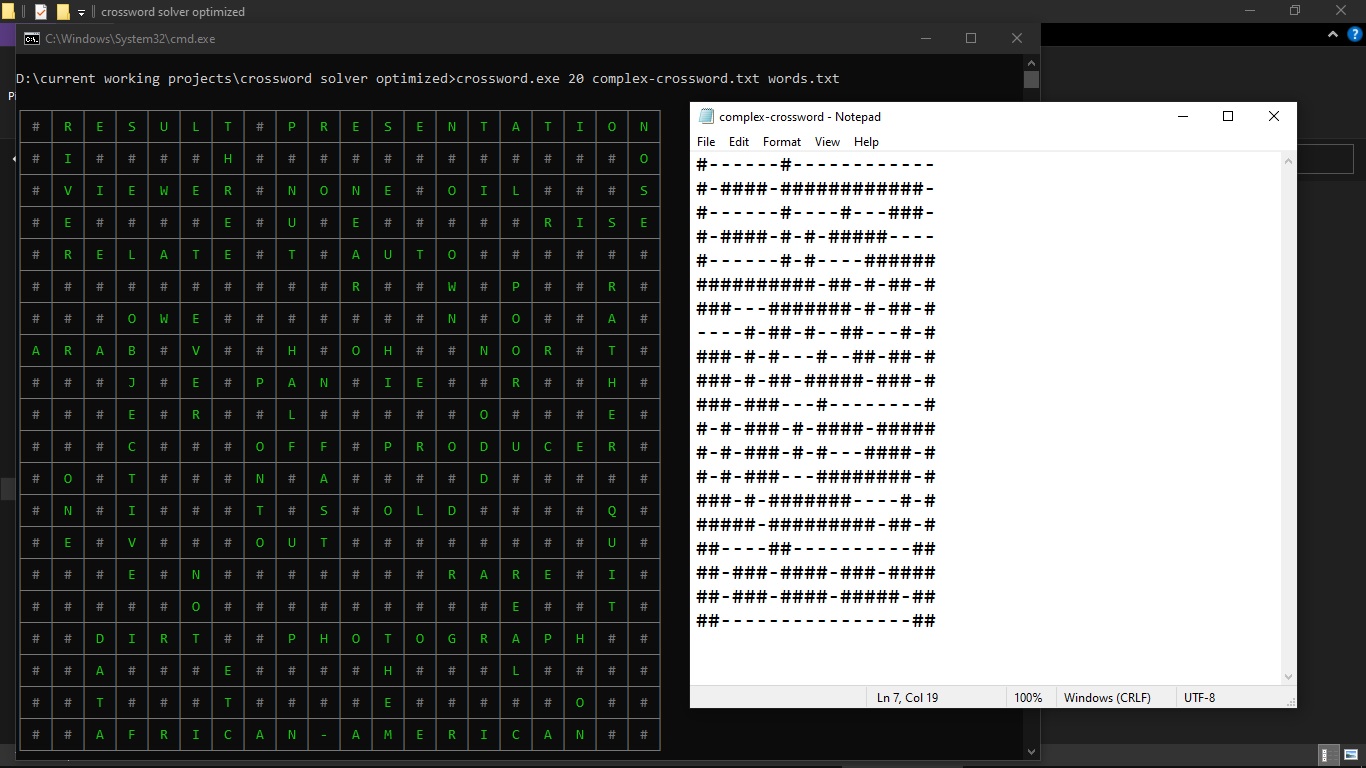 crossword solver optimized
C:\Windows\System32\cmd.exe
D:\current working projects\crossword solver optimized>crossword.exe 20 complex-crossword.txt words.txt
Pi
# R E S U L T # P R E S E N T A T I O N
# I # # # # H # # # # # # # # # # # # O
# V I E W E R # N O N E # O I L # # # S
# E # # # # E # U # E # # # # # R I S E
# R E L A T E # T # A U T O # # # # # #
# # # # # # # # # # R # # W # P # # R #
# # # O W E # # # # # # # N # O # # A #
A R A B # V # # H # O H # # N O R # T #
# # # J # E # P A N # I E # # R # # H #
# # # E # R # # L # # # # # O # # # E #
# # # C # # # O F F # P R O D U C E R #
# O # T # # # N # A # # # # D # # # # #
# N # I # # # T # S # O L D # # # # Q #
# E # V # # # O U T # # # # # # # # U #
# # # E # N # # # # # # # R A R E # I #
# # # # # O # # # # # # # # # E # # T #
# # D I R T # # P H O T O G R A P H # #
# # A # # # E # # # # H # # # L # # # #
# # T # # # T # # # # E # # # # # O # #
# # A F R I C A N - A M E R I C A N # #
complex-crossword - Notepad
File Edit Format View Help
#------#------------
#-####-############-
#------#----#---###-
#-####-#-#-#####----
#------#-#----######
##########-##-#-##-#
###---#######-#-##-#
----#-##-#--##---#-#
###-#-#---#--##-##-#
###-#-##-#####-###-#
###-###---#--------#
#-#-###-#-####-#####
#-#-###-#-#---####-#
#-#-###---########-#
###-#-#######----#-#
#####-#########-##-#
##----##----------##
##-###-####-###-####
##-###-####-#####-##
##----------------##
Ln 7, Col 19 100% Windows (CRLF) UTF-8